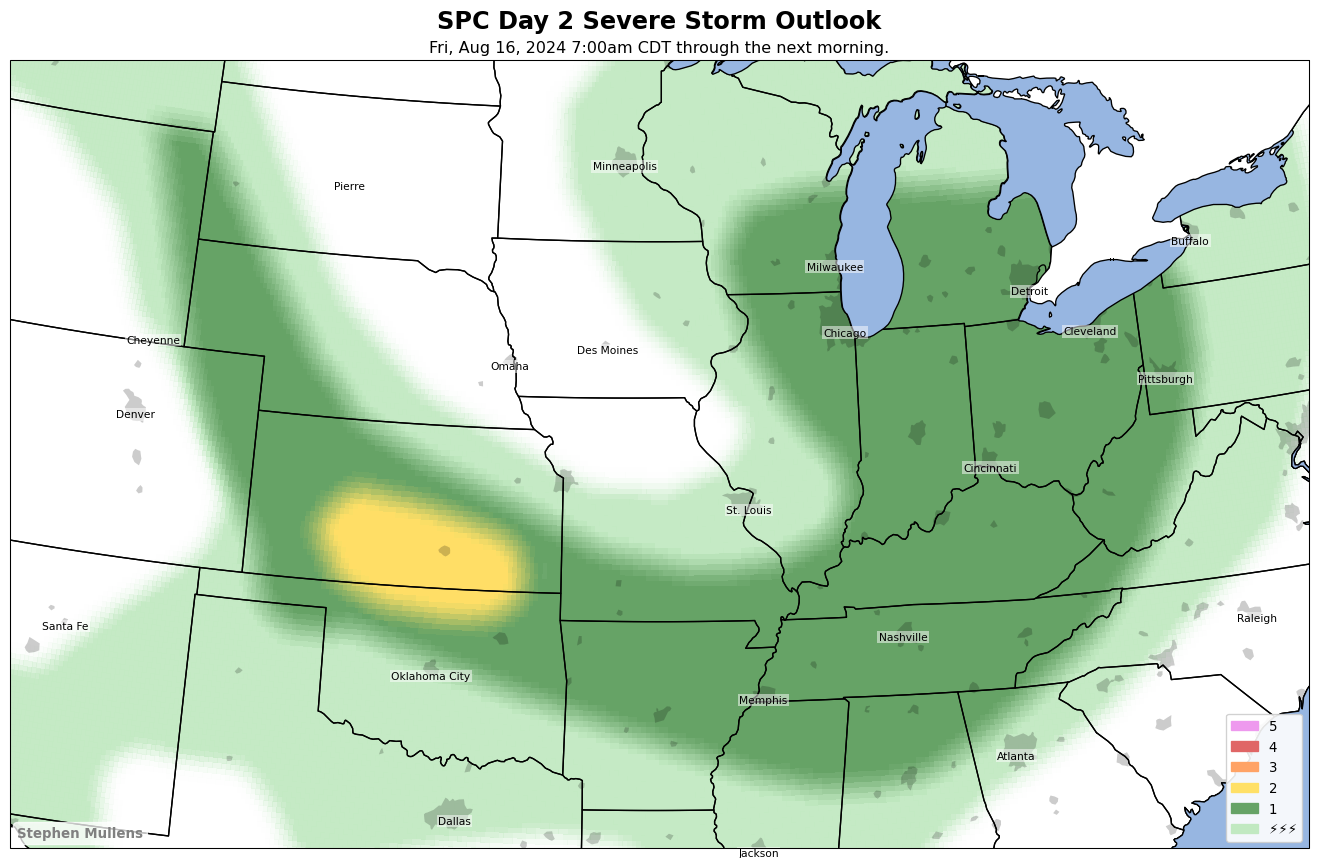 SPC Day 2 Severe Storm Outlook
Fri, Aug 16, 2024 7:00am CDT through the next morning.
Minneapolis
Pierre
Buffalo
Milwaukee
Detroit
Chicago
Cleveland
Cheyenne
Des Moines
Omaha
Pittsburgh
Denver
Cincinnati
St. Louis
Raleigh
Santa Fe
Nashville
Oklahoma City
Memphis
Atlanta
Dallas
Jackson
5
4
3
2
1
⚡⚡⚡
Stephen Mullens